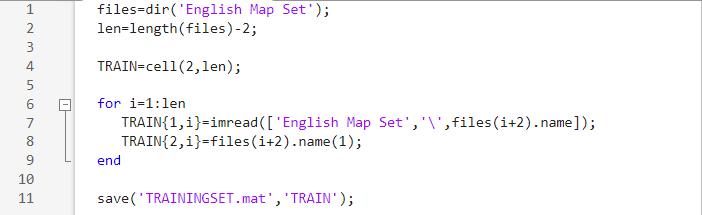 1 files=dir('English Map Set');
2 len=length(files)-2;
3
4 TRAIN=cell(2,len);
5
6 for i=1:len
7 TRAIN{1,i}=imread(['English Map Set','\',files(i+2).name]);
8 TRAIN{2,i}=files(i+2).name(1);
9 end
10
11 save('TRAININGSET.mat','TRAIN');